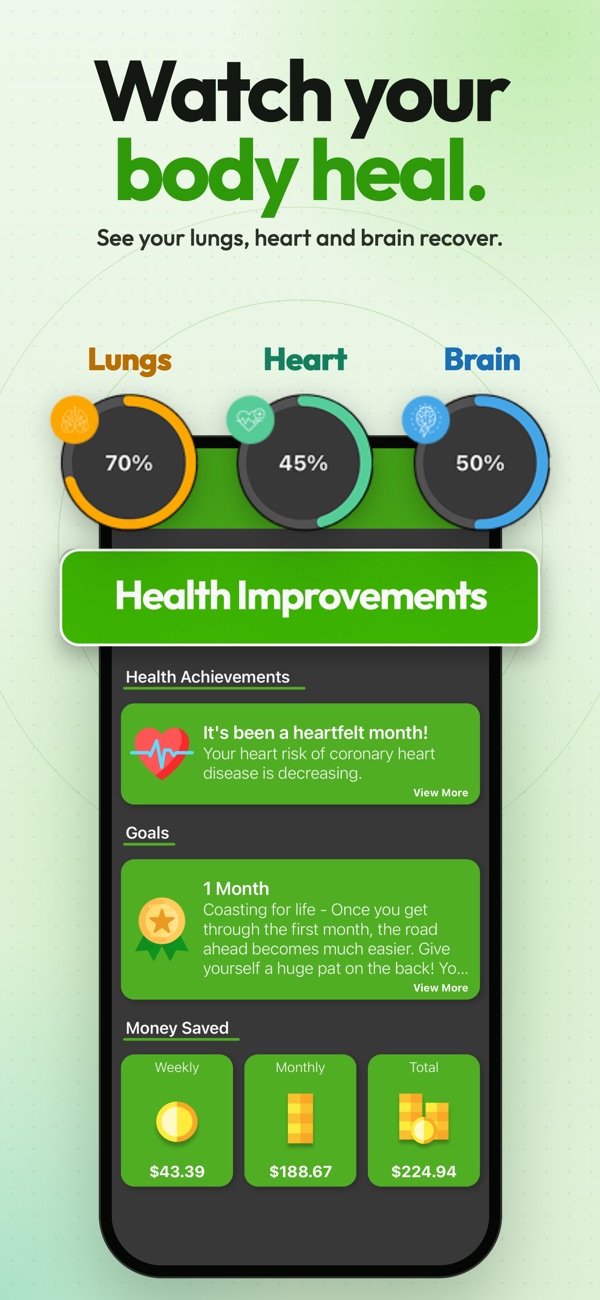 Watch your
body heal.
See your lungs, heart and brain recover.
Lungs Heart Brain
70% 45% 50%
Health Improvements
Health Achievements
It's been a heartfelt month!
Your heart risk of coronary heart
disease is decreasing.
View More
Goals
1 Month
Coasting for life - Once you get
through the first month, the road
ahead becomes much easier. Give
yourself a huge pat on the back! Yo...
View More
Money Saved
Weekly Monthly Total
$43.39 $188.67 $224.94